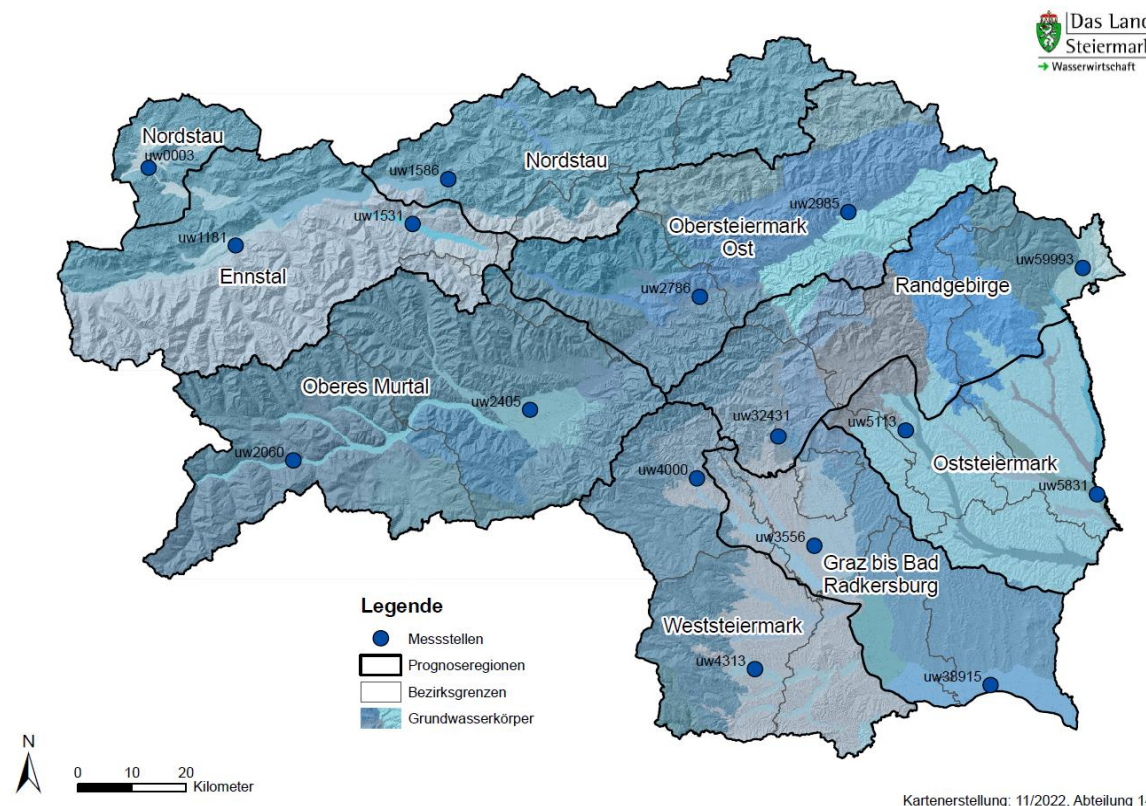 Das Land
Steiermark
→ Wasserwirtschaft
Nordstau
uw0003
Nordstau
uw1586
uw1531
uw1181
Ennstal
uw2985
Obersteiermark
Ost
uw59993
Randgebirge
uw2786
Oberes Murtal
uw2405
uw2060
uw32431
uw5113
Oststeiermark
uw4000
uw5831
uw3556
Graz bis Bad
Radkersburg
Weststeiermark
uw4313
uw38915
Legende
Messstellen
Prognoseregionen
Bezirksgrenzen
Grundwasserkörper
N
0 10 20
Kilometer
Kartenerstellung: 11/2022, Abteilung 14